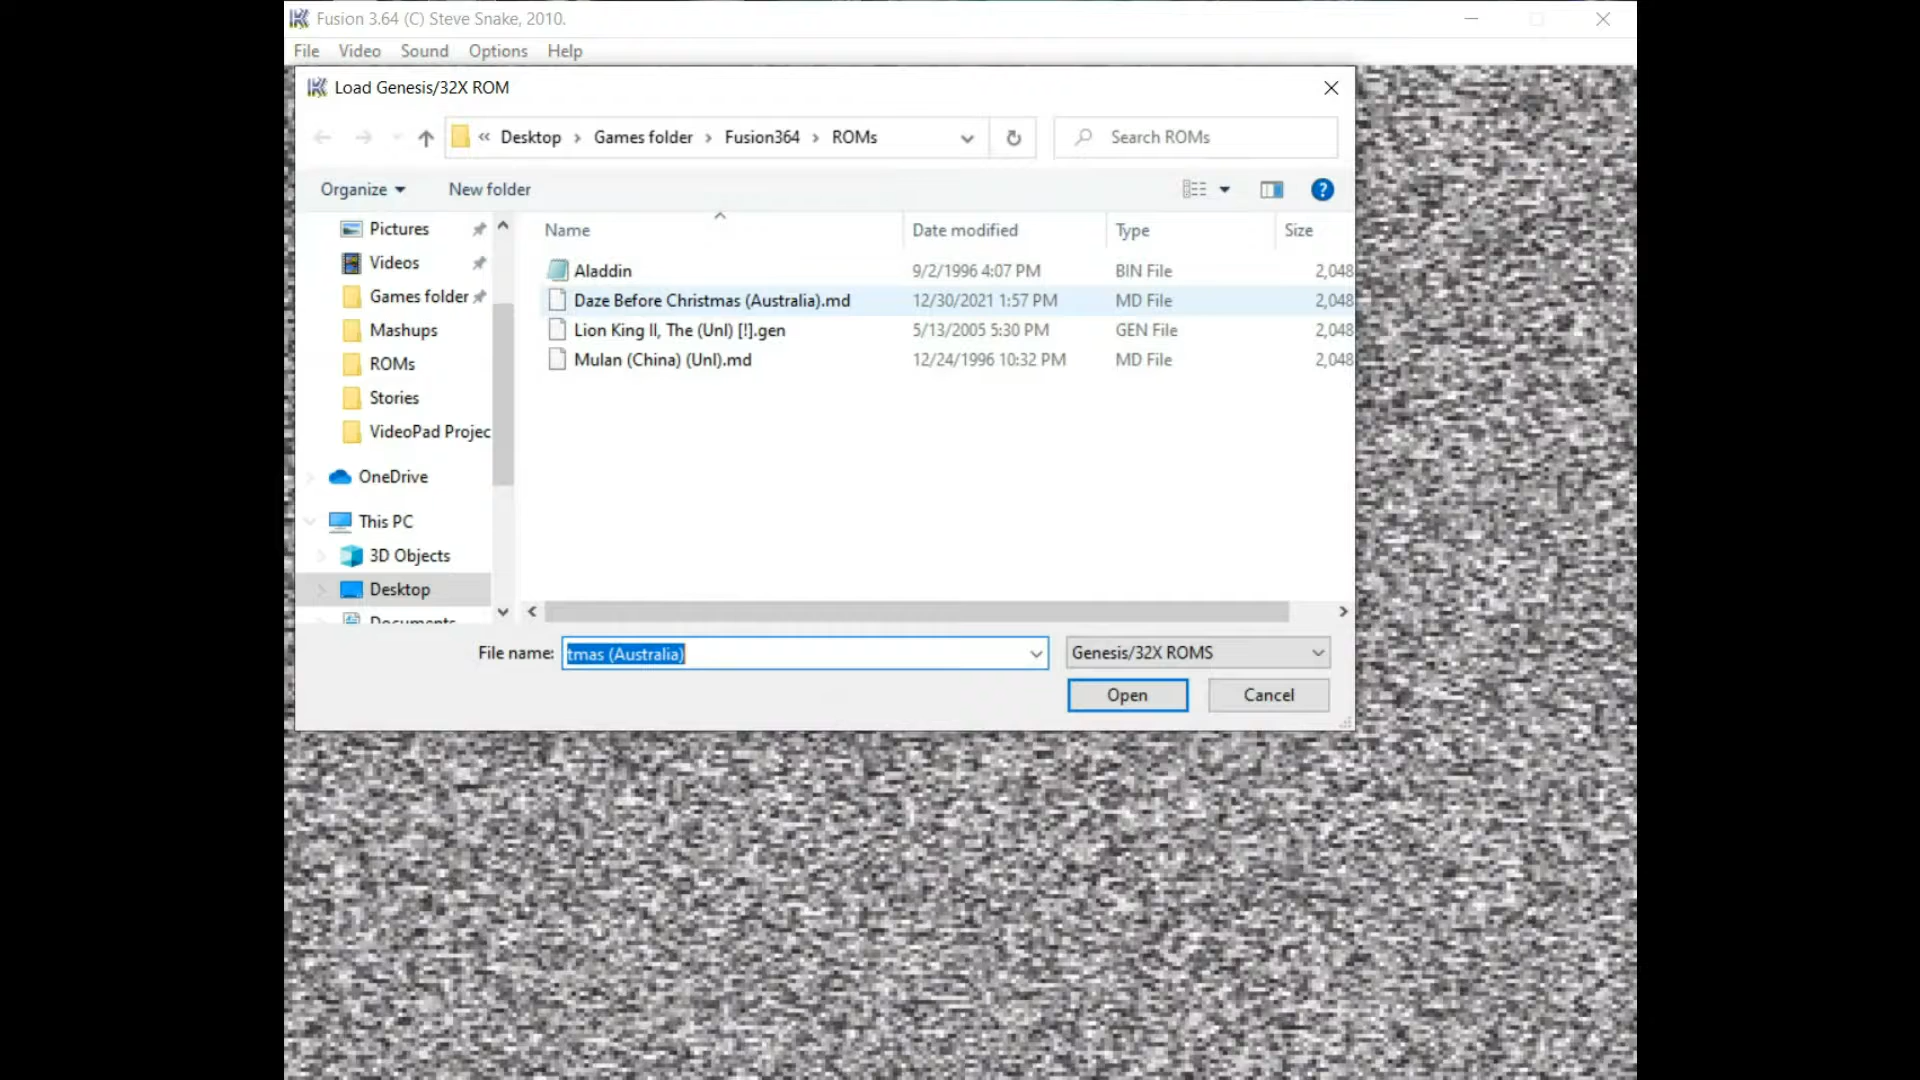 Fusion 3.64 (C) Steve Snake, 2010.
File Video Sound Options Help
Load Genesis/32X ROM
« Desktop › Games folder › Fusion364 › ROMs
Search ROMs
Organize New folder
?
Pictures
Videos
Games folder
Mashups
ROMs
Stories
VideoPad Projec
OneDrive
This PC
3D Objects
Desktop
Documents
Name Date modified Type Size
Aladdin 9/2/1996 4:07 PM BIN File 2,048
Daze Before Christmas (Australia).md 12/30/2021 1:57 PM MD File 2,048
Lion King II, The (Unl) [!].gen 5/13/2005 5:30 PM GEN File 2,048
Mulan (China) (Unl).md 12/24/1996 10:32 PM MD File 2,048
File name: tmas (Australia) Genesis/32X ROMS
Open Cancel